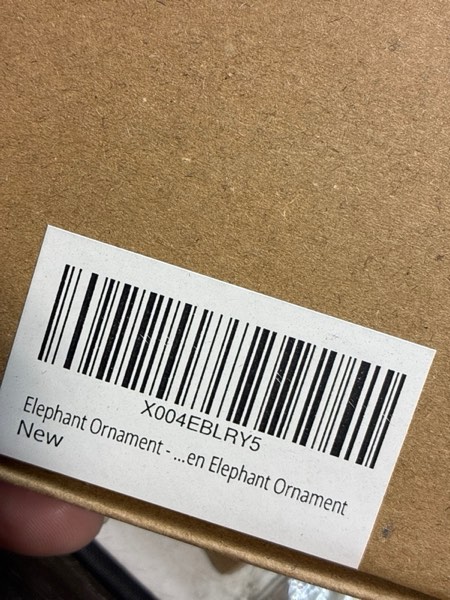 X004EBLRY5
Elephant Ornament - ...en Elephant Ornament
New